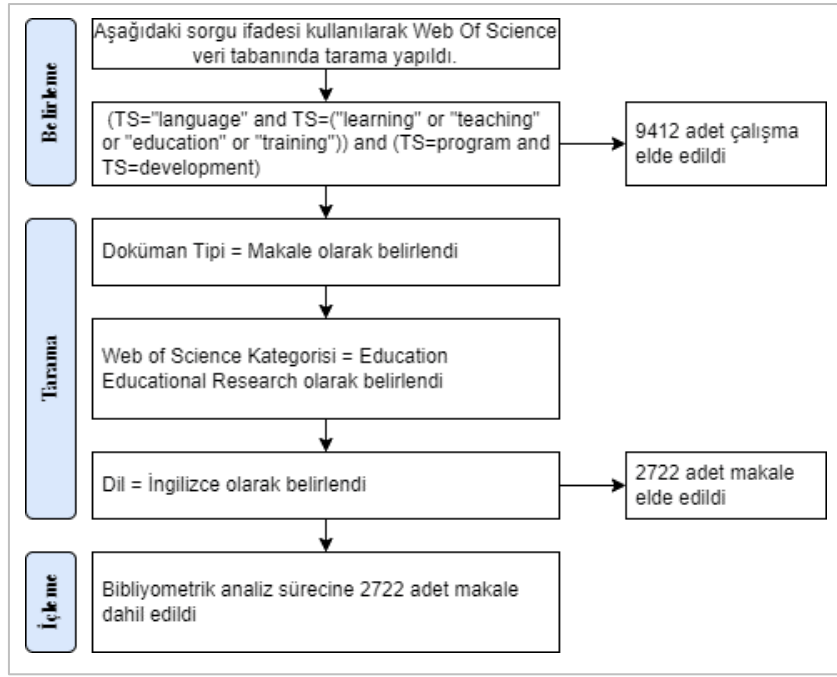 Belirleme
Aşağıdaki sorgu ifadesi kullanılarak Web Of Science
veri tabanında tarama yapıldı.
(TS="language" and TS=("learning" or "teaching"
or "education" or "training")) and (TS=program and
TS=development)
9412 adet çalışma
elde edildi
Tarama
Doküman Tipi = Makale olarak belirlendi
Web of Science Kategorisi = Education
Educational Research olarak belirlendi
Dil = İngilizce olarak belirlendi
2722 adet makale
elde edildi
İçleme
Bibliyometrik analiz sürecine 2722 adet makale
dahil edildi